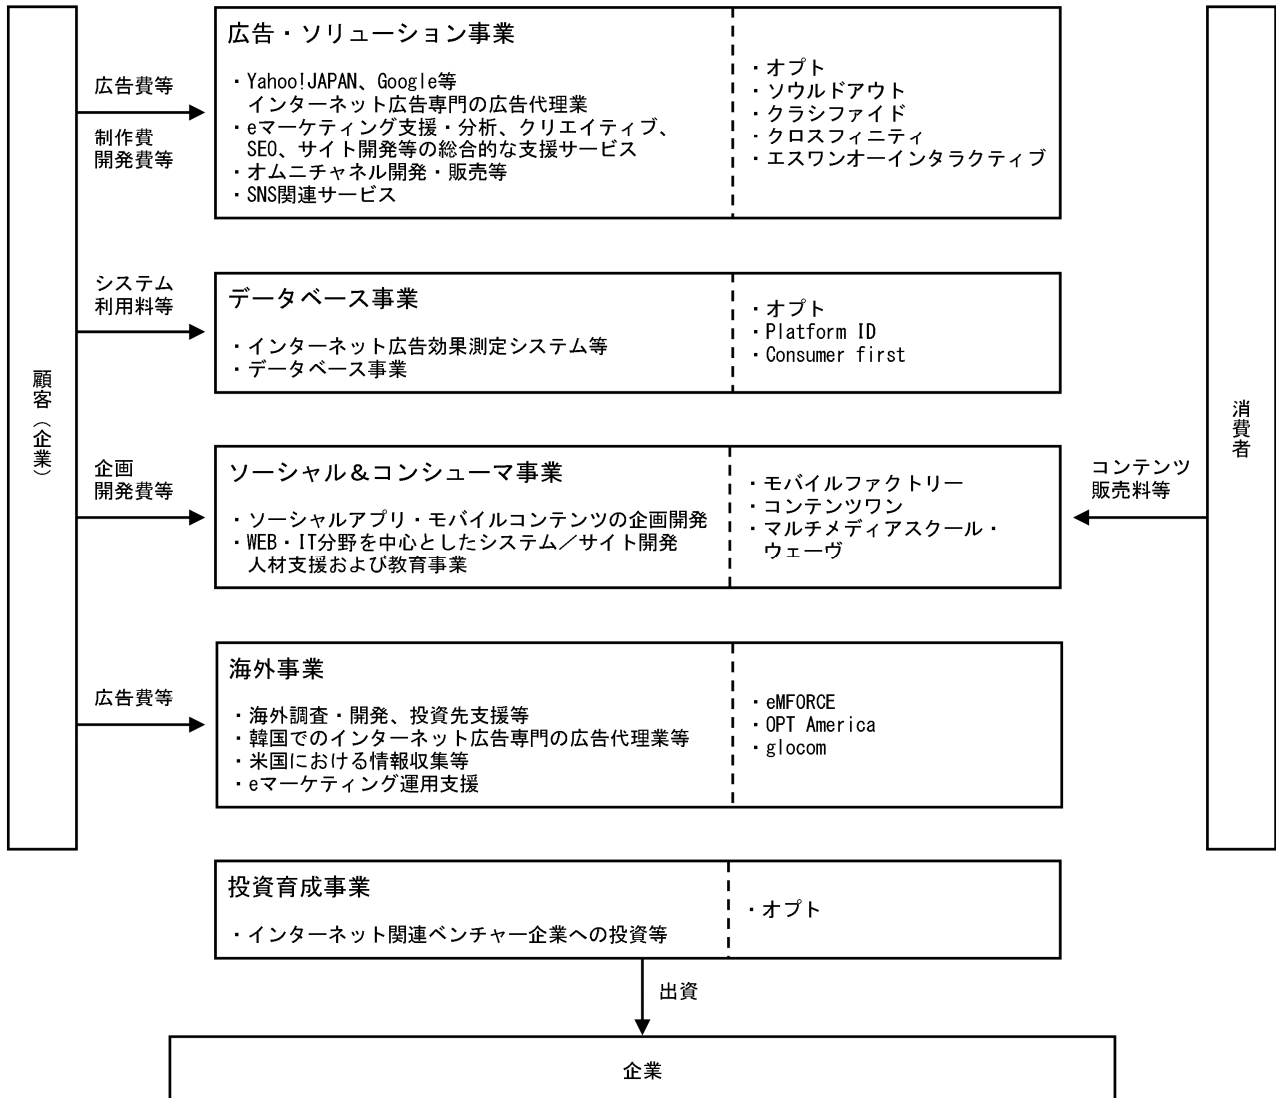 顧客（企業）
広告費等
制作費
開発費等
広告・ソリューション事業
・Yahoo!JAPAN、Google等
インターネット広告専門の広告代理業
・eマーケティング支援・分析、クリエイティブ、
SEO、サイト開発等の総合的な支援サービス
・オムニチャネル開発・販売等
・SNS関連サービス
・オプト
・ソウルドアウト
・クラシファイド
・クロスフィニティ
・エスワンオーインタラクティブ
システム
利用料等
データベース事業
・インターネット広告効果測定システム等
・データベース事業
・オプト
・Platform ID
・Consumer first
企画
開発費等
ソーシャル＆コンシューマ事業
・ソーシャルアプリ・モバイルコンテンツの企画開発
・WEB・IT分野を中心としたシステム／サイト開発
人材支援および教育事業
・モバイルファクトリー
・コンテンツワン
・マルチメディアスクール・
ウェーヴ
コンテンツ
販売料等
消費者
広告費等
海外事業
・海外調査・開発、投資先支援等
・韓国でのインターネット広告専門の広告代理業等
・米国における情報収集等
・eマーケティング運用支援
・eMFORCE
・OPT America
・glocom
投資育成事業
・インターネット関連ベンチャー企業への投資等
・オプト
出資
企業